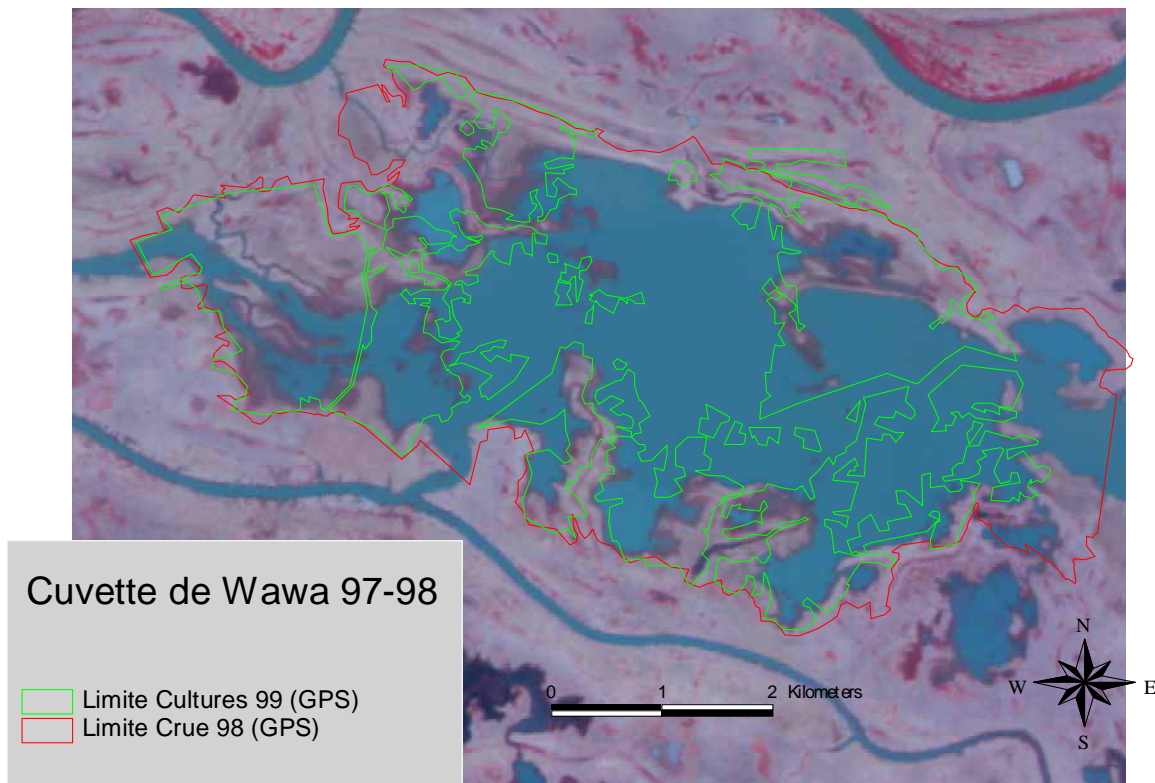 Cuvette de Wawa 97-98
Limite Cultures 99 (GPS)
Limite Crue 98 (GPS)
0 1 2 Kilometers
N
W E
S